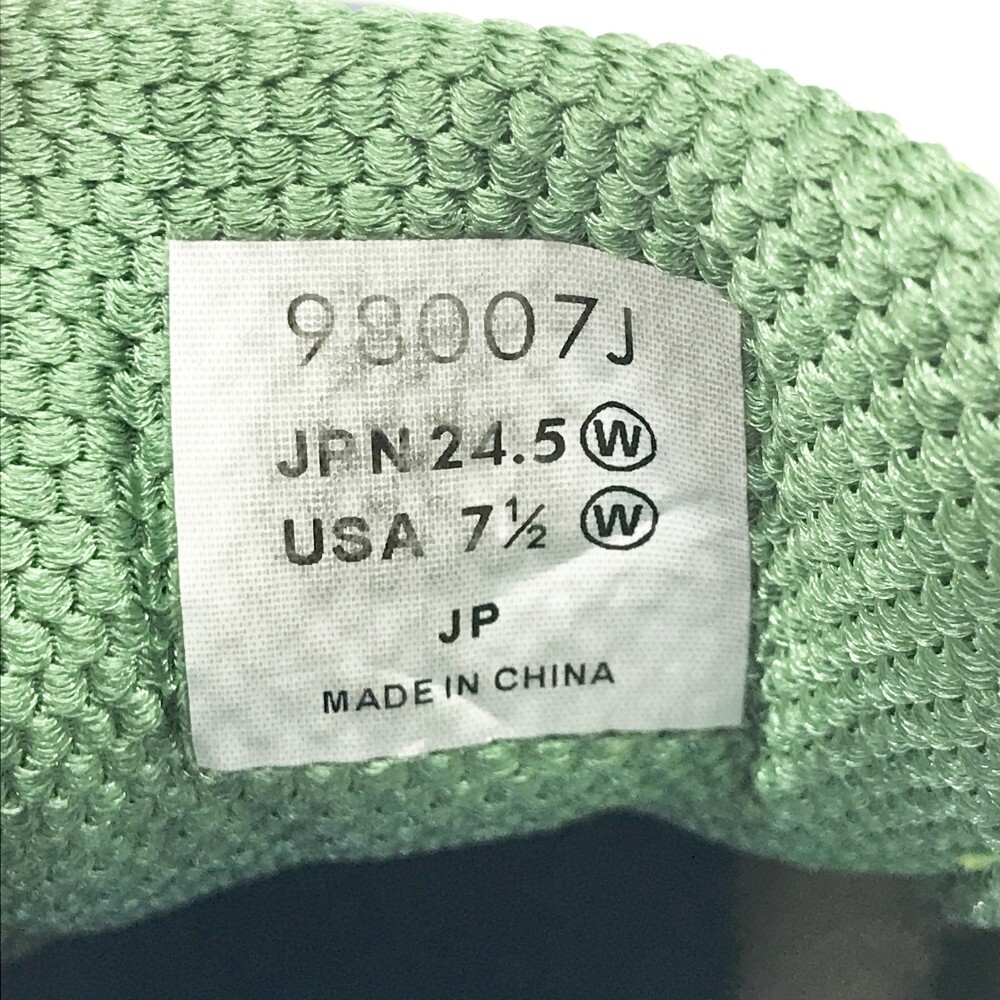 98007J
JPN 24.5 Ⓦ
USA 7½ Ⓦ
JP
MADE IN CHINA